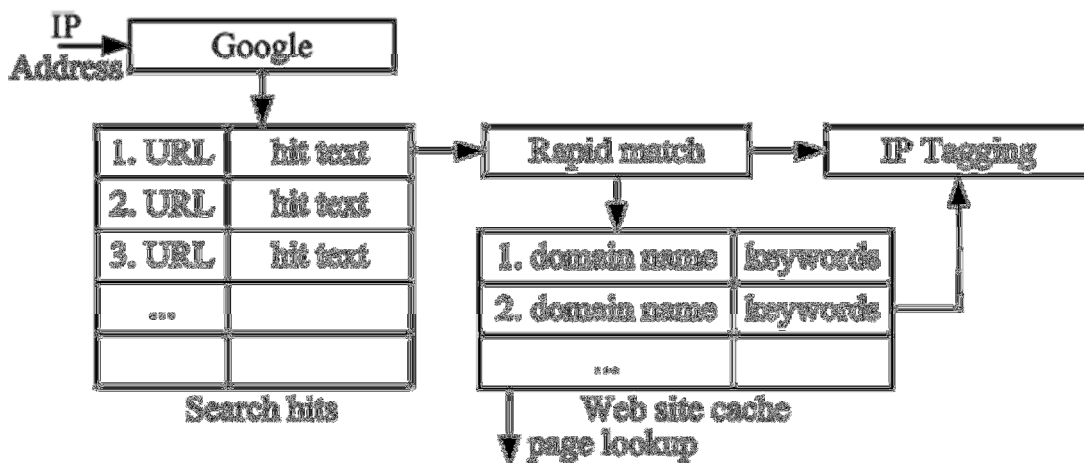 IP
Address
Google
1. URL hit text
2. URL hit text
3. URL hit text
...
Search hits
Rapid match
IP Tagging
1. domain name keywords
2. domain name keywords
...
Web site cache
page lookup